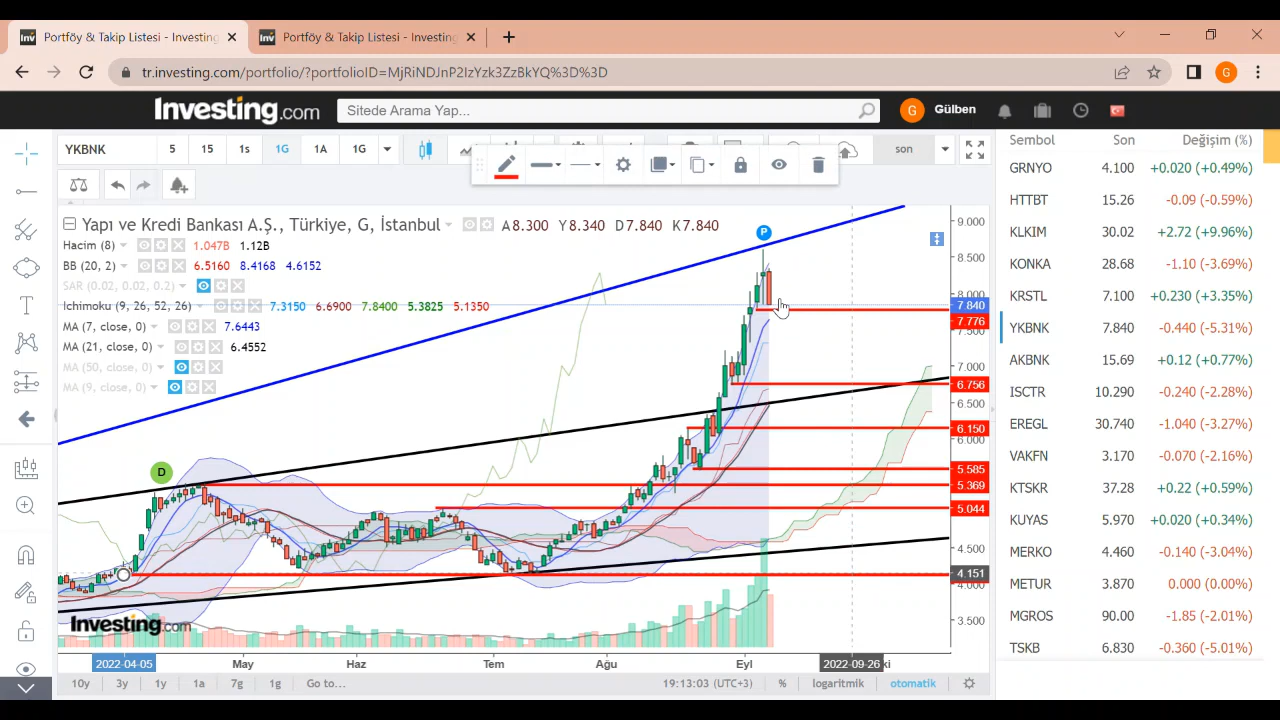 Portföy & Takip Listesi - Investing
Portföy & Takip Listesi - Investing
tr.investing.com/portfolio/?portfolioID=MjRiNDJnP2IzYzk3ZzBkYQ%3D%3D
G
Investing.com
Sitede Arama Yap...
G Gülben
YKBNK 5 15 1s 1G 1A 1G
son
Yapı ve Kredi Bankası A.Ş., Türkiye, G, İstanbul A8.300 Y8.340 D7.840 K7.840
Hacim (8) 1.047B 1.12B
BB (20, 2) 6.5160 8.4168 4.6152
SAR (0.02, 0.02, 0.2)
Ichimoku (9, 26, 52, 26) 7.3150 6.6900 7.8400 5.3825 5.1350
MA (7, close, 0) 7.6443
MA (21, close, 0) 6.4552
MA (50, close, 0)
MA (9, close, 0)
P
D
9.000
8.500
8.000
7.840
7.776
7.500
7.000
6.756
6.500
6.150
6.000
5.585
5.369
5.044
4.500
4.151
4.000
3.500
Investing.com
2022-04-05 May Haz Tem Ağu Eyl 2022-09-26 ki
10y 3y 1y 1a 7g 1g Go to... 19:13:03 (UTC+3) % logaritmik otomatik
Sembol Son Değişim (%)
GRNYO 4.100 +0.020 (+0.49%)
HTTBT 15.26 -0.09 (-0.59%)
KLKIM 30.02 +2.72 (+9.96%)
KONKA 28.68 -1.10 (-3.69%)
KRSTL 7.100 +0.230 (+3.35%)
YKBNK 7.840 -0.440 (-5.31%)
AKBNK 15.69 +0.12 (+0.77%)
ISCTR 10.290 -0.240 (-2.28%)
EREGL 30.740 -1.040 (-3.27%)
VAKFN 3.170 -0.070 (-2.16%)
KTSKR 37.28 +0.22 (+0.59%)
KUYAS 5.970 +0.020 (+0.34%)
MERKO 4.460 -0.140 (-3.04%)
METUR 3.870 0.000 (0.00%)
MGROS 90.00 -1.85 (-2.01%)
TSKB 6.830 -0.360 (-5.01%)